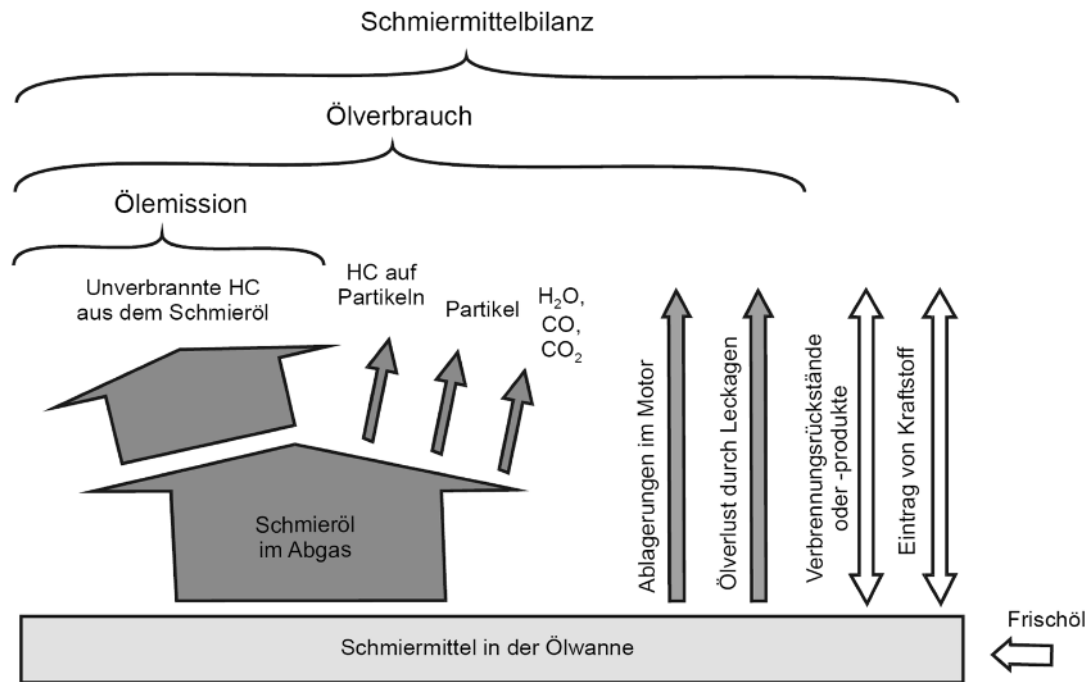 Schmiermittelbilanz
Ölverbrauch
Ölemission
Unverbrannte HC
aus dem Schmieröl
HC auf
Partikeln
Partikel
H₂O,
CO,
CO₂
Schmieröl
im Abgas
Ablagerungen im Motor
Ölverlust durch Leckagen
Verbrennungsrückstände
oder -produkte
Eintrag von Kraftstoff
Schmiermittel in der Ölwanne
Frischöl